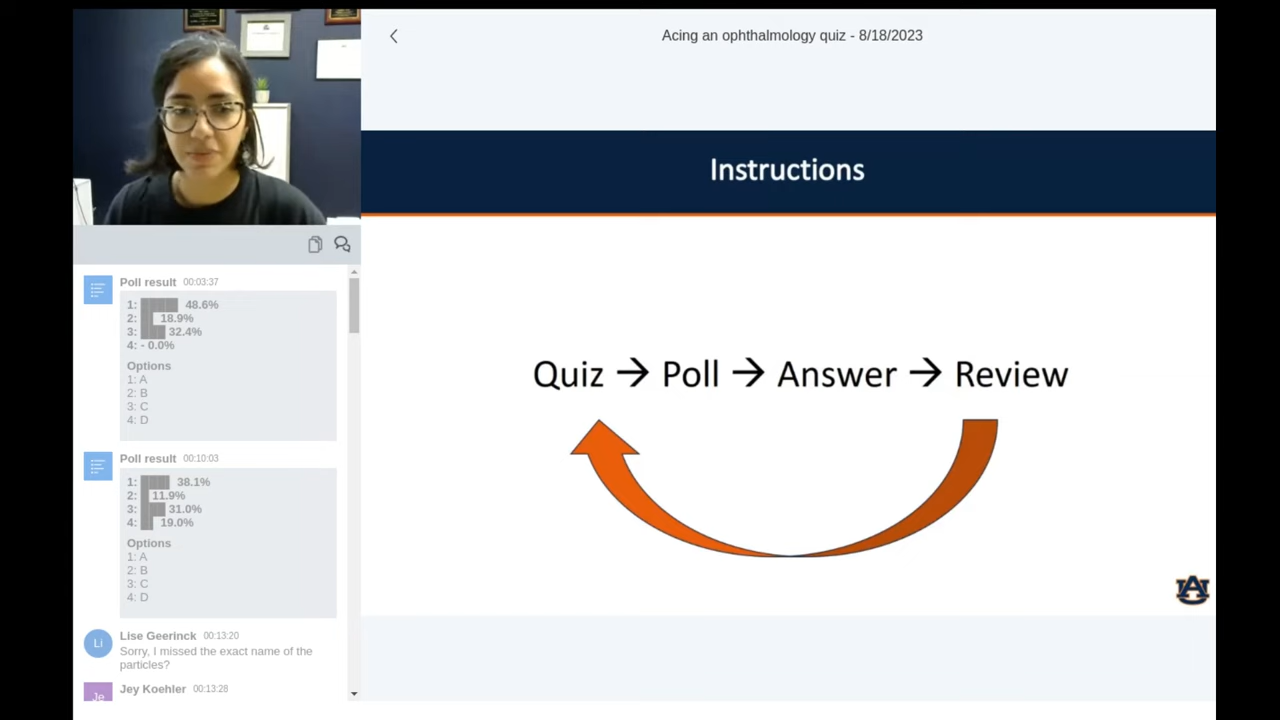 Acing an ophthalmology quiz - 8/18/2023
Instructions
Quiz → Poll → Answer → Review
Poll result 00:03:37
1: 48.6%
2: 18.9%
3: 32.4%
4: - 0.0%
Options
1: A
2: B
3: C
4: D
Poll result 00:10:03
1: 38.1%
2: 11.9%
3: 31.0%
4: 19.0%
Options
1: A
2: B
3: C
4: D
Li
Lise Geerinck 00:13:20
Sorry, I missed the exact name of the
particles?
Je
Jey Koehler 00:13:28
AU